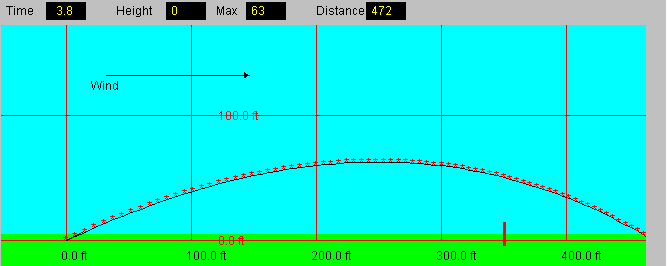 Time 3.8 Height 0 Max 63 Distance 472
Wind
100.0 ft
0.0 ft
0.0 ft 100.0 ft 200.0 ft 300.0 ft 400.0 ft